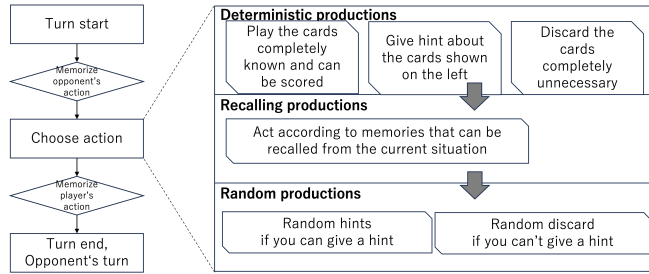 Turn start
Memorize
opponent's
action
Choose action
Memorize
player's
action
Turn end,
Opponent's turn
Deterministic productions
Play the cards
completely
known and can
be scored
Give hint about
the cards shown
on the left
Discard the
cards
completely
unnecessary
Recalling productions
Act according to memories that can be
recalled from the current situation
Random productions
Random hints
if you can give a hint
Random discard
if you can't give a hint